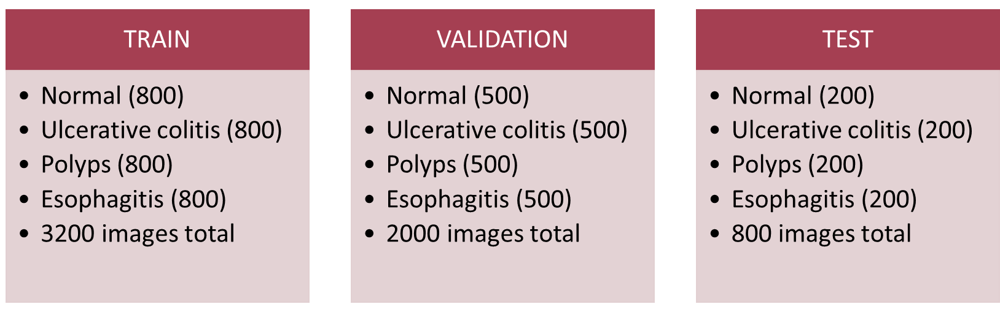 TRAIN
• Normal (800)
• Ulcerative colitis (800)
• Polyps (800)
• Esophagitis (800)
• 3200 images total
VALIDATION
• Normal (500)
• Ulcerative colitis (500)
• Polyps (500)
• Esophagitis (500)
• 2000 images total
TEST
• Normal (200)
• Ulcerative colitis (200)
• Polyps (200)
• Esophagitis (200)
• 800 images total